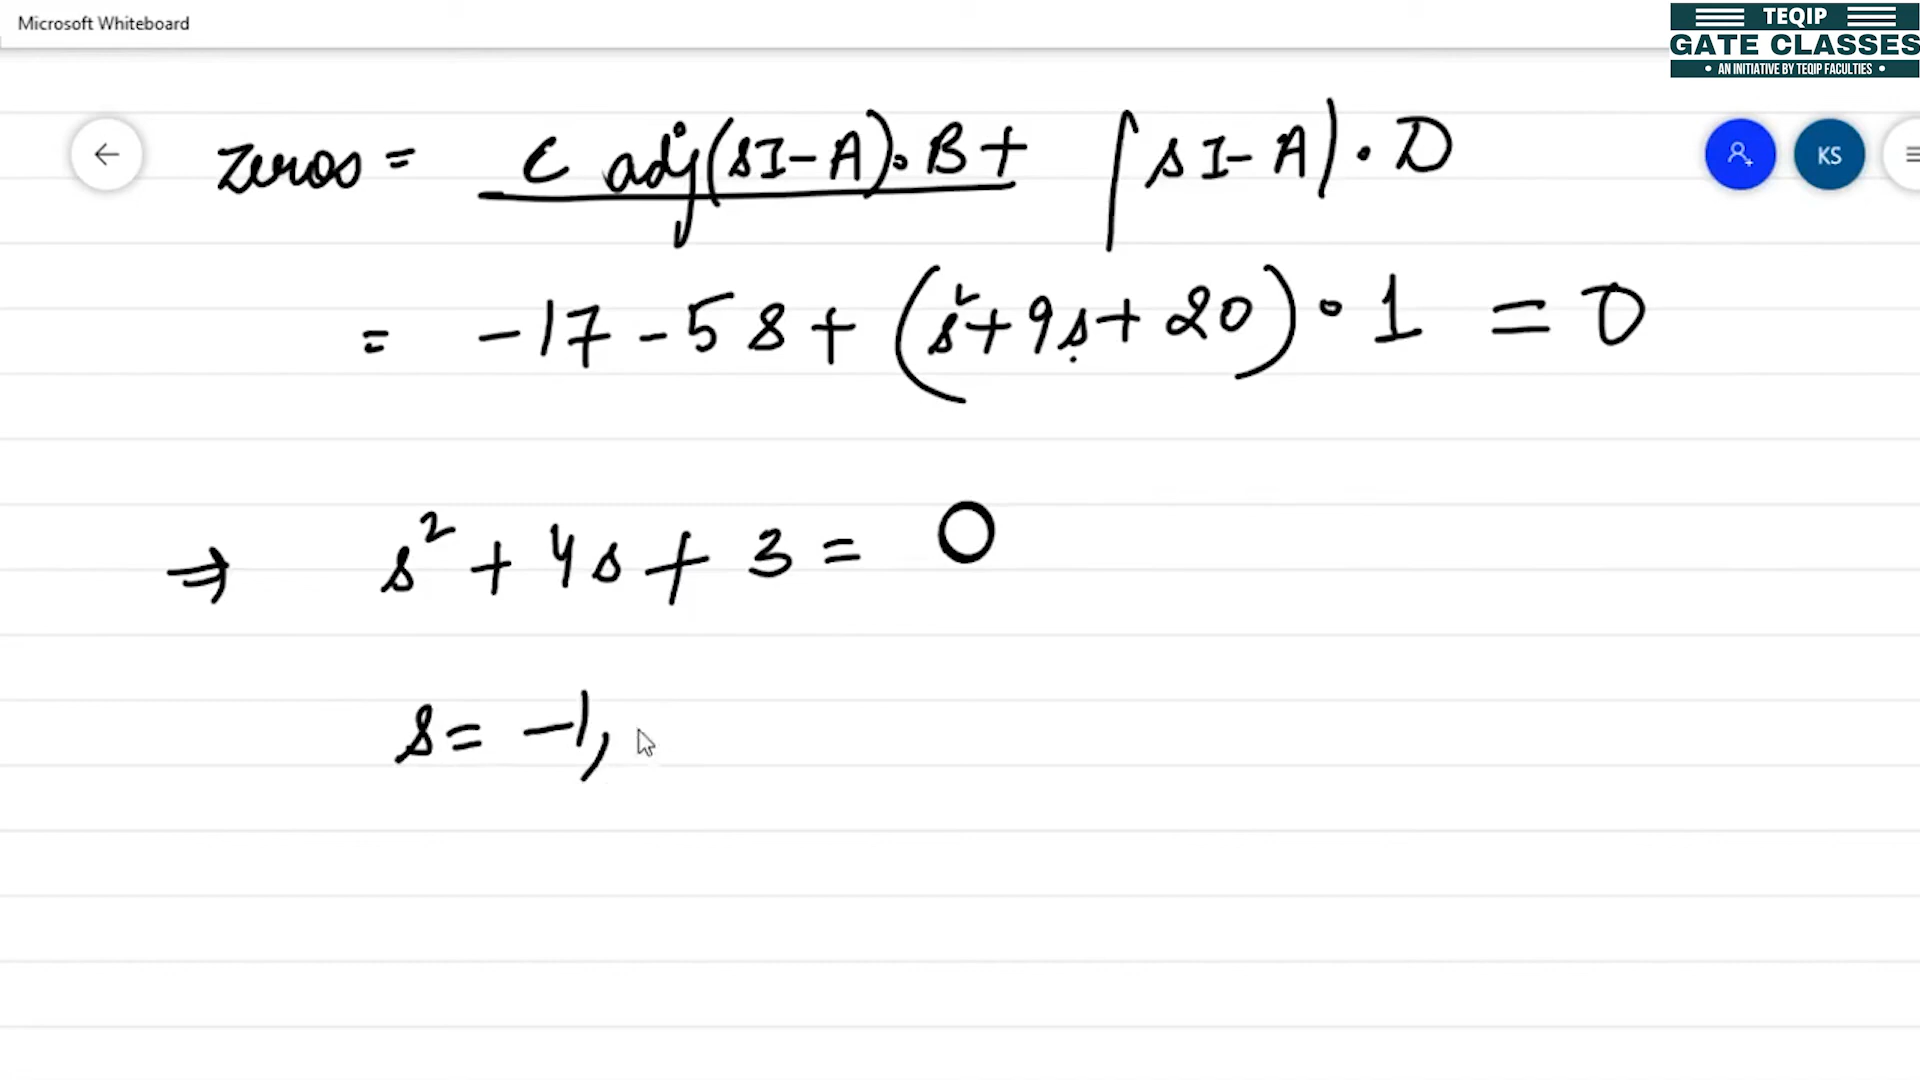 Microsoft Whiteboard
TEQIP
GATE CLASSES
• AN INITIATIVE BY TEQIP FACULTIES •
KS
zeros = C adj(sI-A)·B + |sI-A|·D
= -17-5s+(s²+9s+20)·1 = 0
⇒ s²+4s+3 = 0
s = -1,